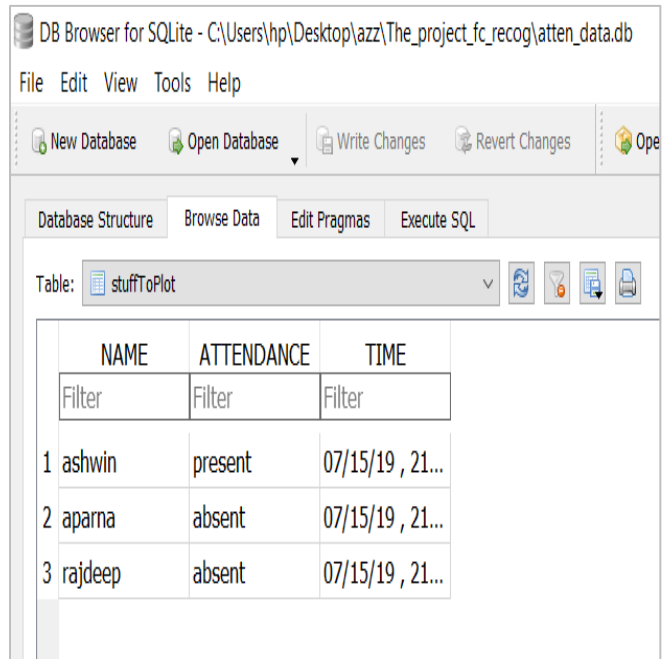 DB Browser for SQLite - C:\Users\hp\Desktop\azz\The_project_fc_recog\atten_data.db
File Edit View Tools Help
New Database Open Database Write Changes Revert Changes Ope
Database Structure Browse Data Edit Pragmas Execute SQL
Table: stuffToPlot
NAME ATTENDANCE TIME
Filter Filter Filter
1 ashwin present 07/15/19 , 21...
2 aparna absent 07/15/19 , 21...
3 rajdeep absent 07/15/19 , 21...